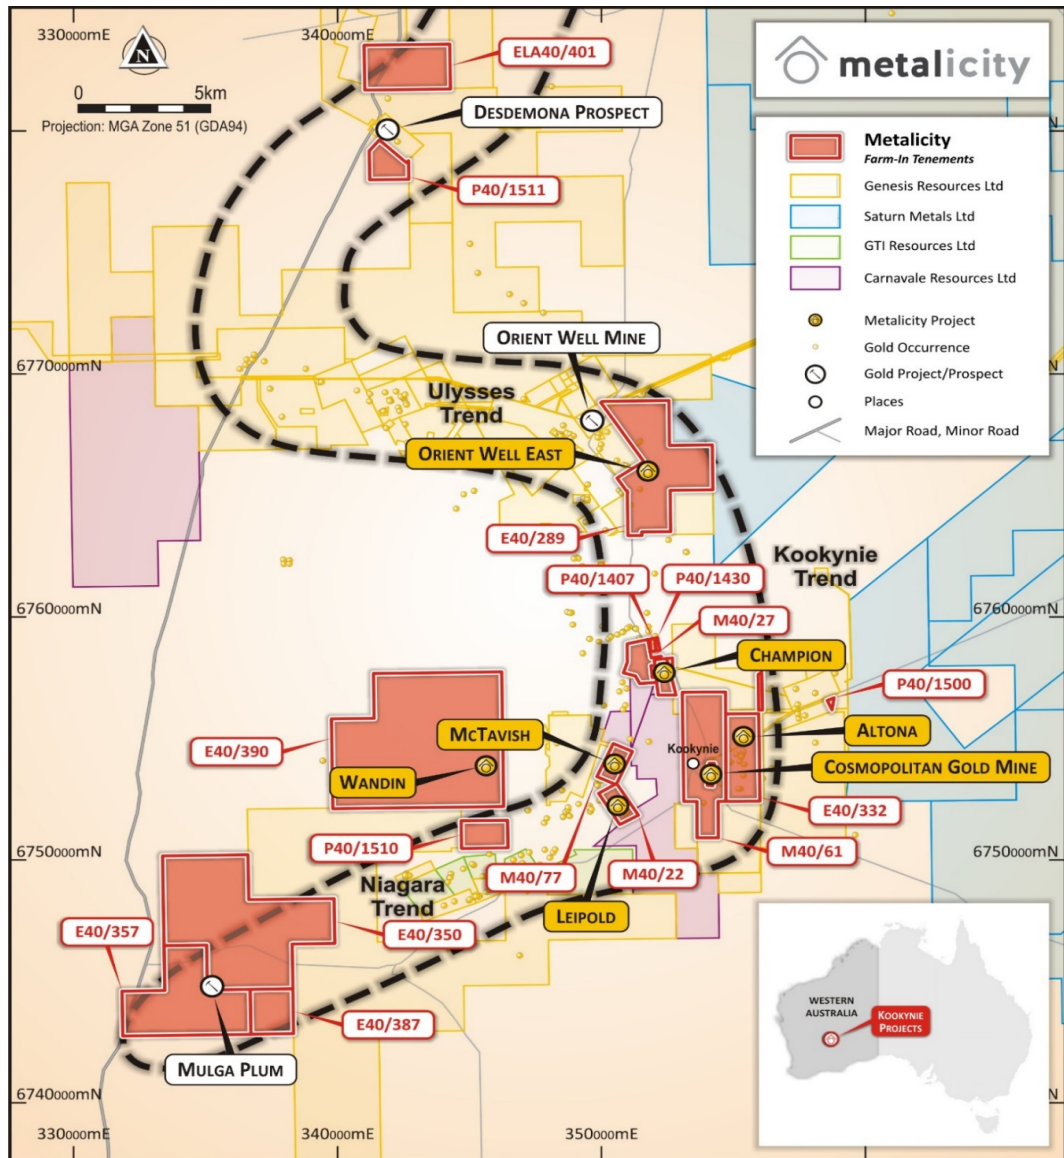 330000mE
340000mE
N
0 5km
Projection: MGA Zone 51 (GDA94)
ELA40/401
DESDEMONA PROSPECT
P40/1511
metalicity
Metalicity
Farm-In Tenements
Genesis Resources Ltd
Saturn Metals Ltd
GTI Resources Ltd
Carnavale Resources Ltd
Metalicity Project
Gold Occurrence
Gold Project/Prospect
Places
Major Road, Minor Road
6770000mN
ORIENT WELL MINE
Ulysses
Trend
ORIENT WELL EAST
E40/289
Kookynie
Trend
P40/1407
P40/1430
6760000mN
6760000mN
M40/27
CHAMPION
P40/1500
MCTAVISH
ALTONA
E40/390
Kookynie
WANDIN
COSMOPOLITAN GOLD MINE
E40/332
P40/1510
M40/61
6750000mN
6750000mN
M40/77
M40/22
Niagara
Trend
LEIPOLD
E40/357
E40/350
E40/387
MULGA PLUM
WESTERN
AUSTRALIA
KOOKYNIE
PROJECTS
6740000mN
330000mE
340000mE
350000mE